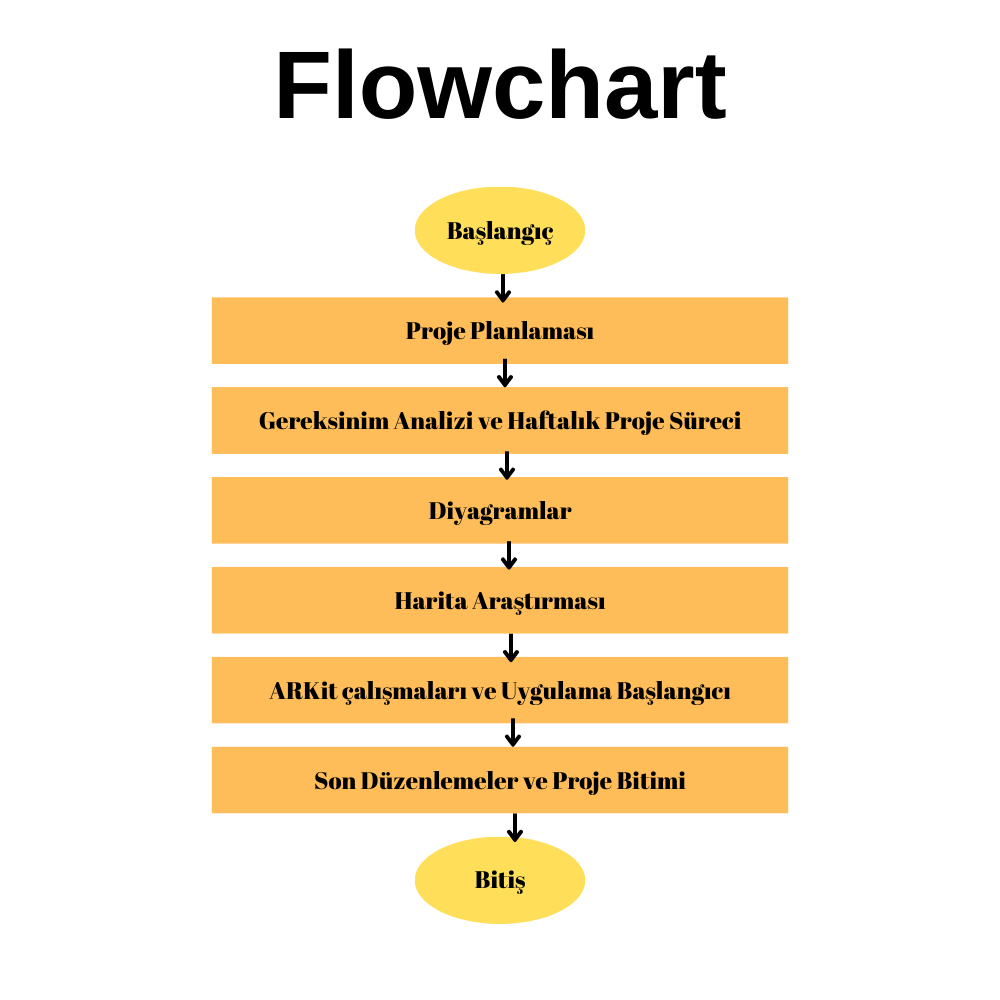 Flowchart
Başlangıç
Proje Planlaması
Gereksinim Analizi ve Haftalık Proje Süreci
Diyagramlar
Harita Araştırması
ARKit çalışmaları ve Uygulama Başlangıcı
Son Düzenlemeler ve Proje Bitimi
Bitiş